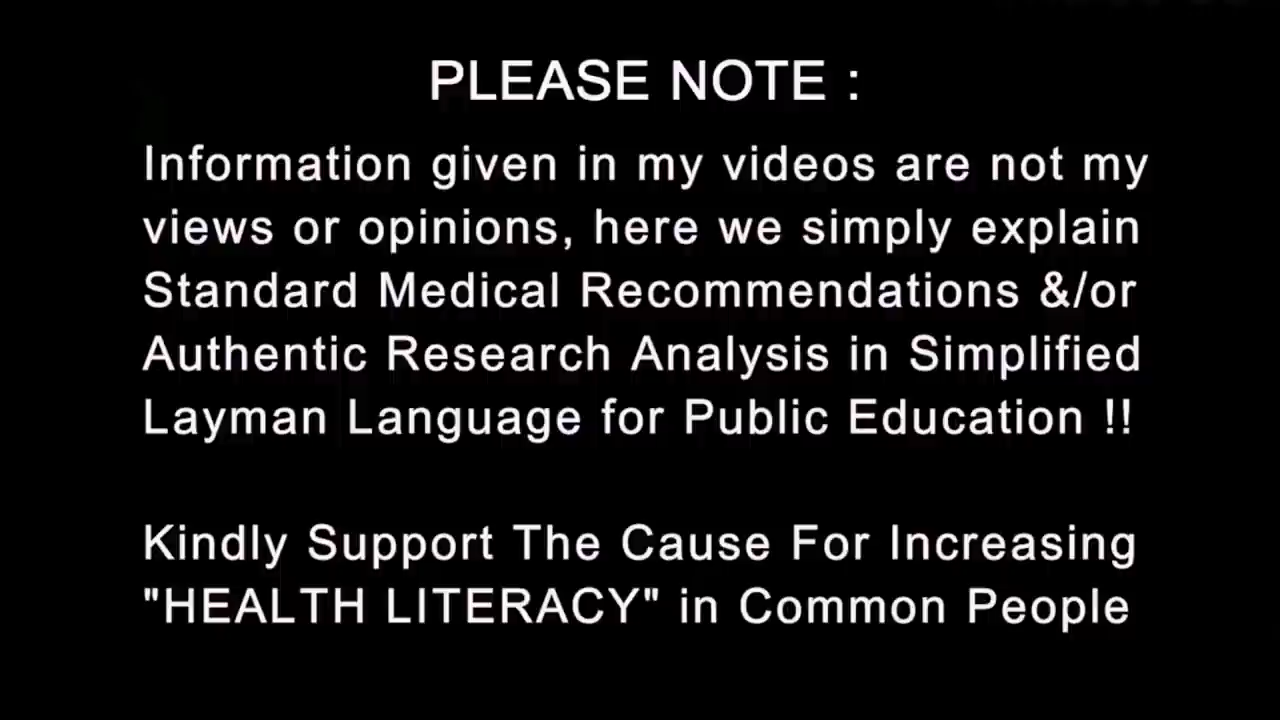 PLEASE NOTE :
Information given in my videos are not my
views or opinions, here we simply explain
Standard Medical Recommendations &/or
Authentic Research Analysis in Simplified
Layman Language for Public Education !!
Kindly Support The Cause For Increasing
"HEALTH LITERACY" in Common People